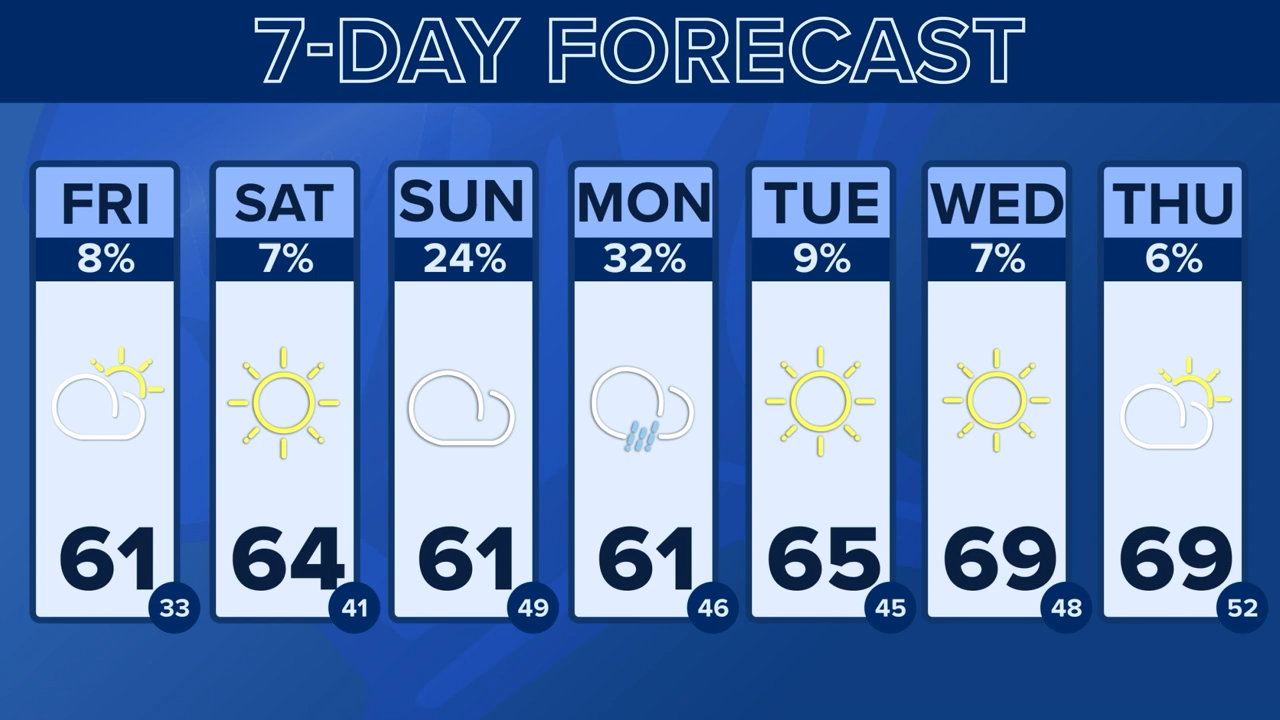 7-DAY FORECAST
FRI SAT SUN MON TUE WED THU
8% 7% 24% 32% 9% 7% 6%
61 64 61 61 65 69 69
33 41 49 46 45 48 52